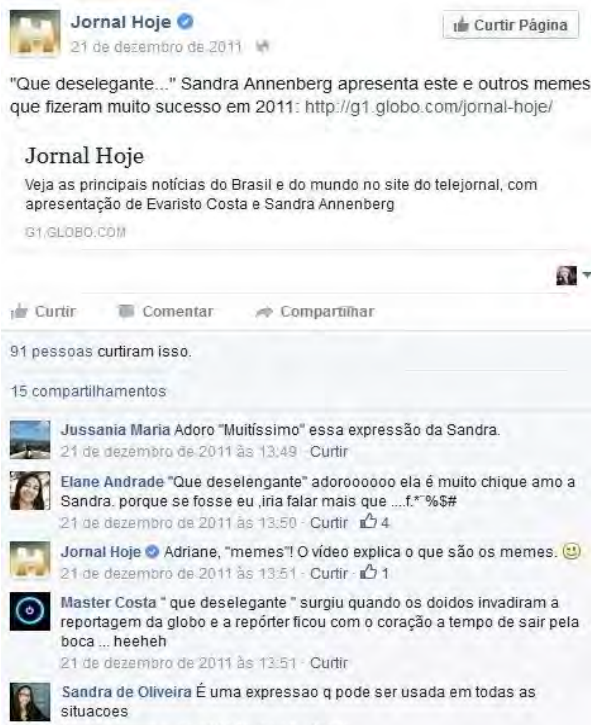 Jornal Hoje
Curtir Página
21 de dezembro de 2011
"Que deselegante..." Sandra Annenberg apresenta este e outros memes
que fizeram muito sucesso em 2011: http://g1.globo.com/jornal-hoje/
Jornal Hoje
Veja as principais notícias do Brasil e do mundo no site do telejornal, com
apresentação de Evaristo Costa e Sandra Annenberg
G1.GLOBO.COM
Curtir Comentar Compartilhar
91 pessoas curtiram isso.
15 compartilhamentos
Jussania Maria Adoro "Muitíssimo" essa expressão da Sandra.
21 de dezembro de 2011 às 13:49 · Curtir
Elane Andrade "Que deselengante" adoroooooo ela é muito chique amo a
Sandra. porque se fosse eu ,iria falar mais que ....f.*¨%$#
21 de dezembro de 2011 às 13:50 · Curtir · 4
Jornal Hoje Adriane, "memes"! O vídeo explica o que são os memes.
21 de dezembro de 2011 às 13:51 · Curtir · 1
Master Costa " que deselegante " surgiu quando os doidos invadiram a
reportagem da globo e a repórter ficou com o coração a tempo de sair pela
boca ... heeheh
21 de dezembro de 2011 às 13:51 · Curtir
Sandra de Oliveira É uma expressao q pode ser usada em todas as
situacoes